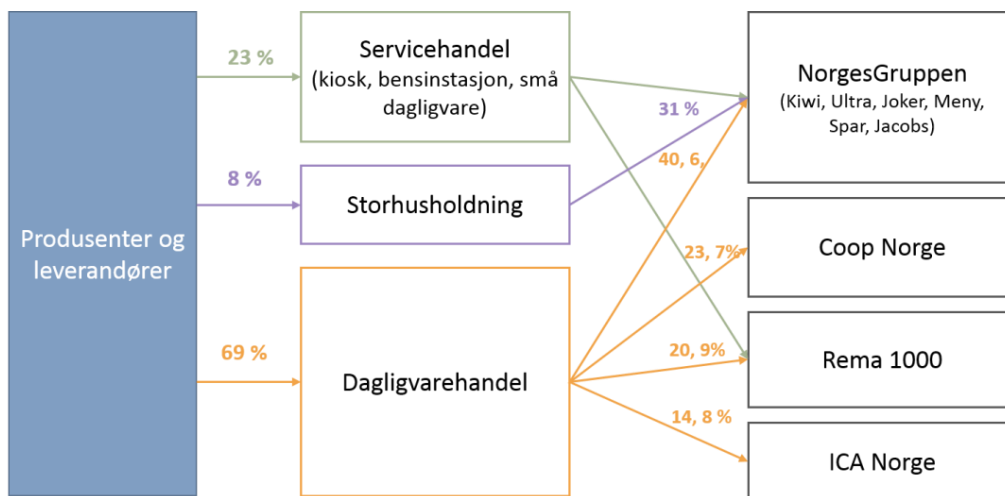 Produsenter og
leverandører
23 %
8 %
69 %
Servicehandel
(kiosk, bensinstasjon, små
dagligvare)
Storhusholdning
Dagligvarehandel
31 %
40, 6,
23, 7%
20, 9%
14, 8 %
NorgesGruppen
(Kiwi, Ultra, Joker, Meny,
Spar, Jacobs)
Coop Norge
Rema 1000
ICA Norge